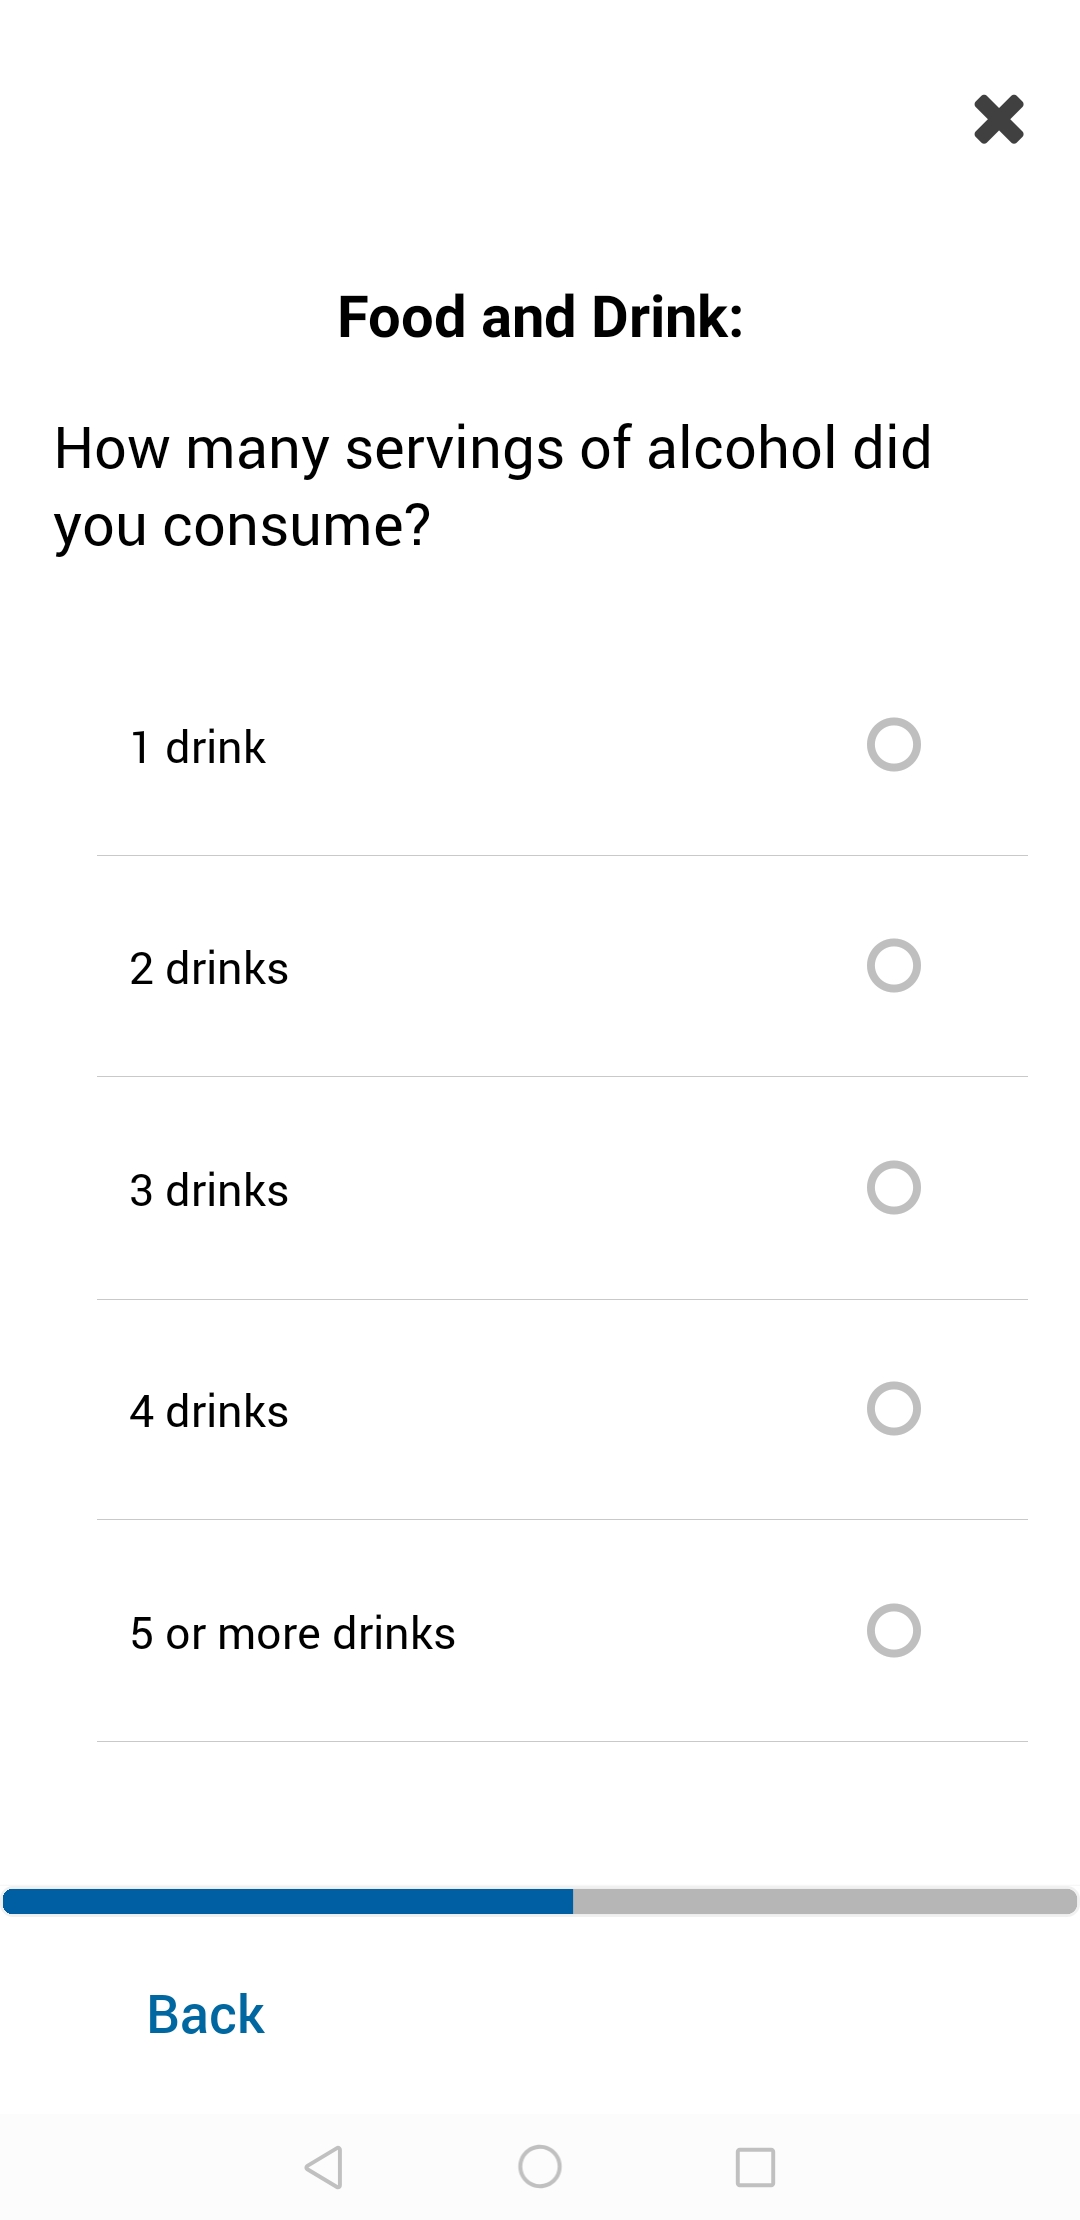 Food and Drink:
How many servings of alcohol did
you consume?
1 drink
2 drinks
3 drinks
4 drinks
5 or more drinks
Back